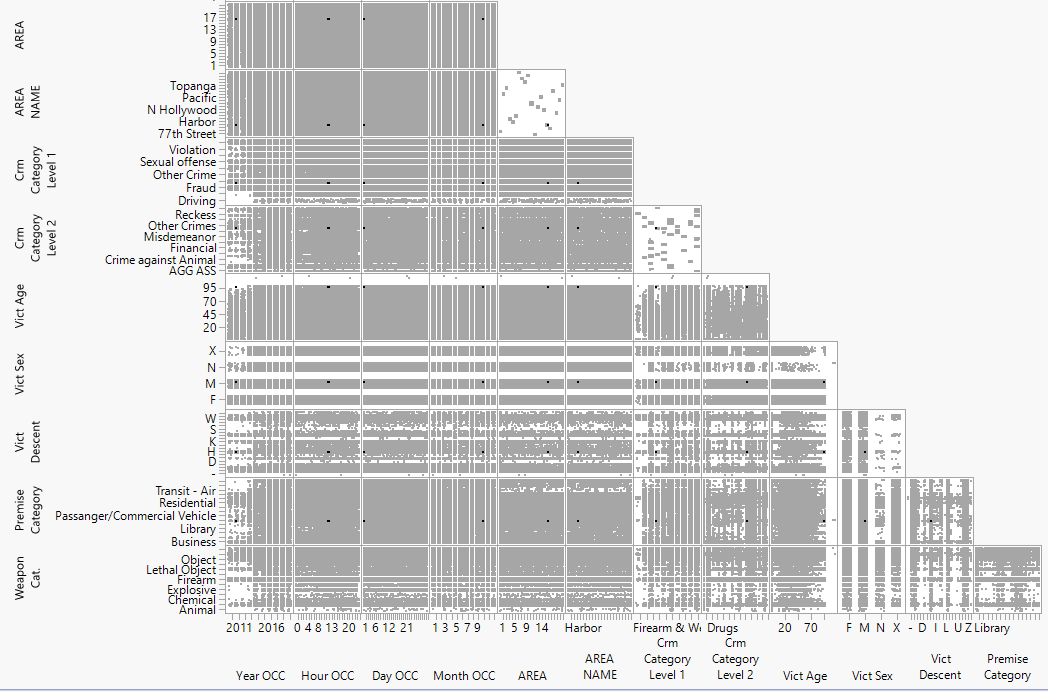 AREA
17
13
9
5
1
AREA
NAME
Topanga
Pacific
N Hollywood
Harbor
77th Street
Crm
Category
Level 1
Violation
Sexual offense
Other Crime
Fraud
Driving
Crm
Category
Level 2
Reckess
Other Crimes
Misdemeanor
Financial
Crime against Animal
AGG ASS
Vict Age
95
70
45
20
Vict Sex
X
N
M
F
Vict
Descent
W
S
K
H
D
-
Premise
Category
Transit - Air
Residential
Passanger/Commercial Vehicle
Library
Business
Weapon
Cat.
Object
Lethal Object
Firearm
Explosive
Chemical
Animal
2011 2016 0 4 8 13 20 1 6 12 21 1 3 5 7 9 1 5 9 14 Harbor Firearm & W Drugs 20 70 F M N X - D I L U Z Library
Year OCC Hour OCC Day OCC Month OCC AREA
AREA
NAME
Crm
Category
Level 1
Crm
Category
Level 2
Vict Age Vict Sex
Vict
Descent
Premise
Category